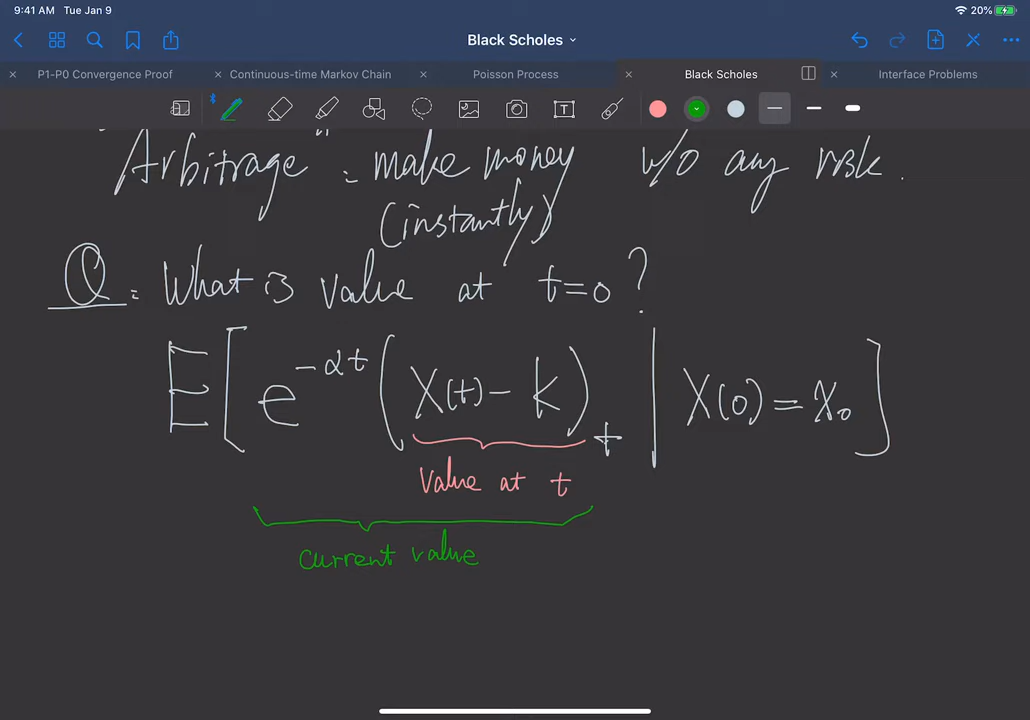 9:41 AM Tue Jan 9 20%
Black Scholes
P1-P0 Convergence Proof Continuous-time Markov Chain Poisson Process Black Scholes Interface Problems
"Arbitrage" = make money w/o any risk.
(instantly)
Q: What is value at t=0?
E[e^{-αt}(X(t)-k)_+ | X(0)=x_0]
Value at t
current value